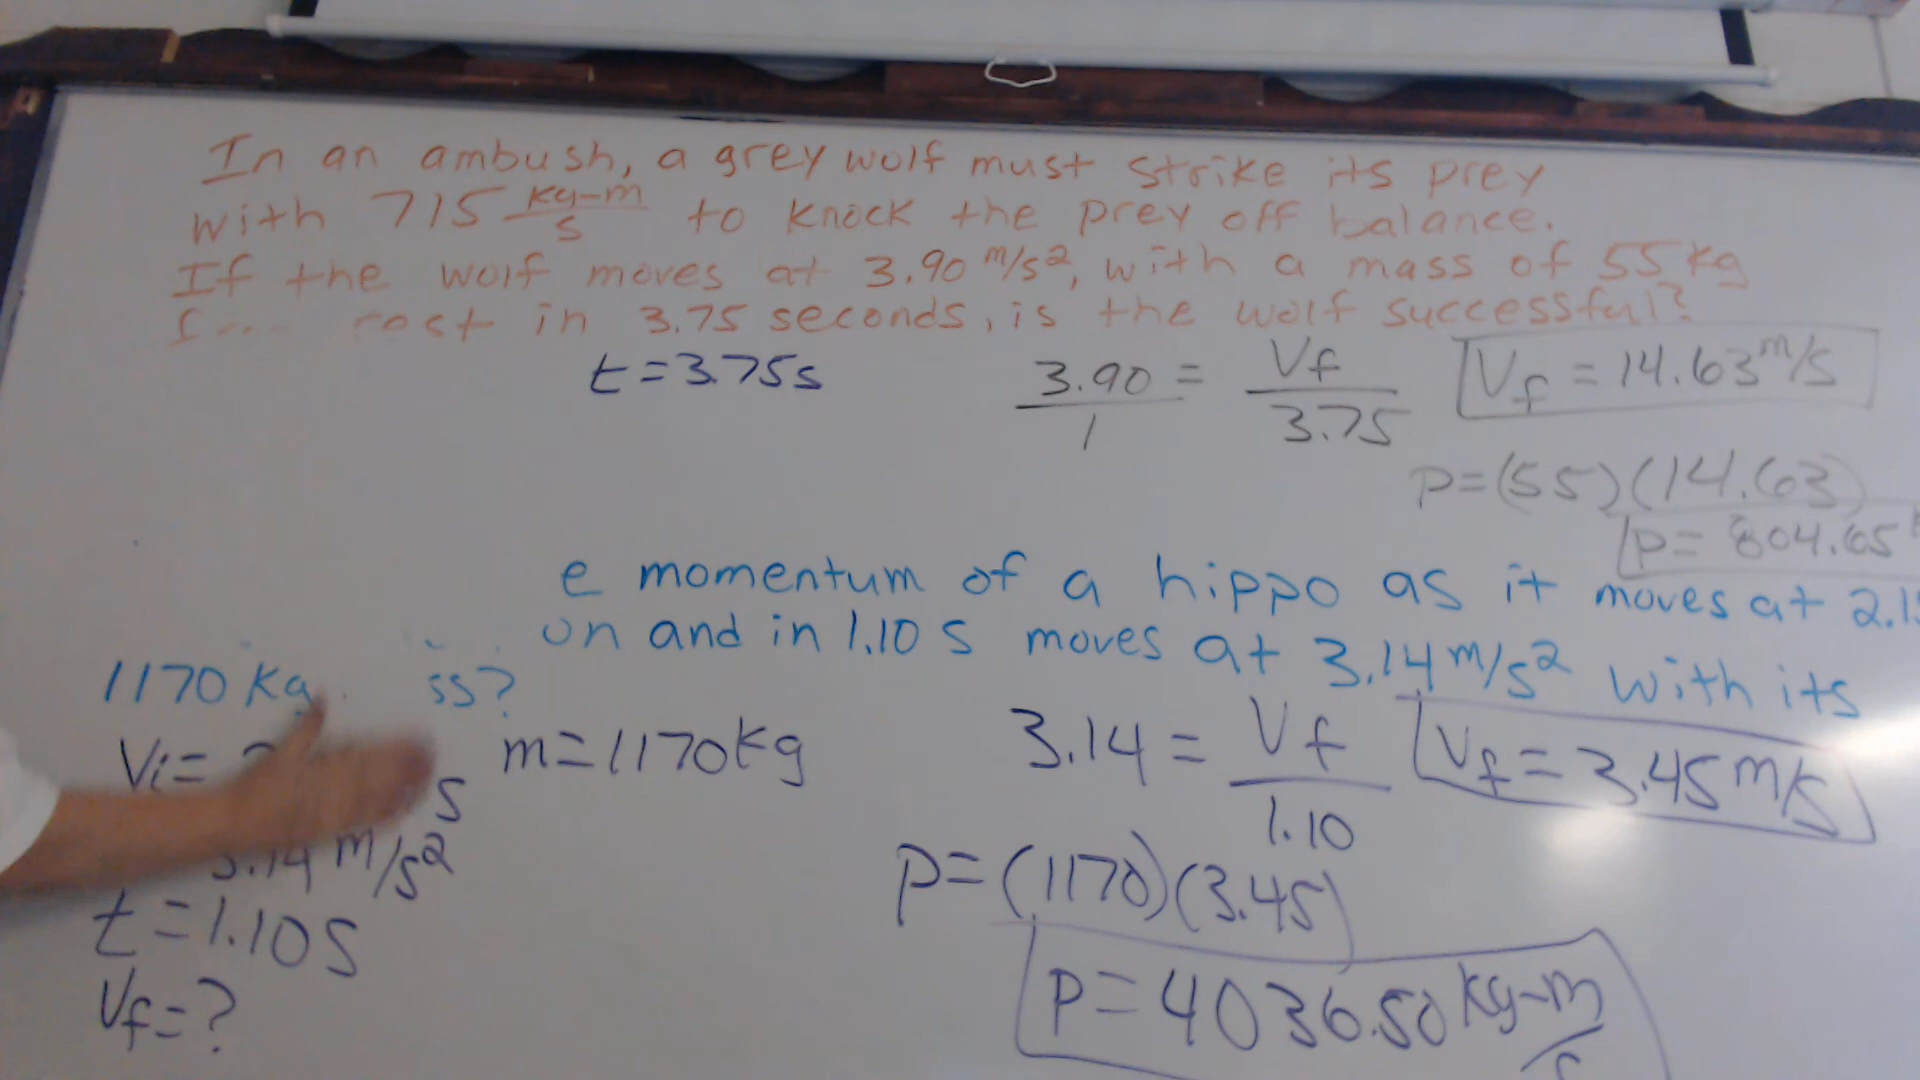 In an ambush, a grey wolf must strike its prey
with 715 kg-m/s to knock the prey off balance.
If the wolf moves at 3.90 m/s², with a mass of 55 kg
in 3.75 seconds, is the wolf successful?
t = 3.75s
3.90/1 = Vf/3.75
Vf = 14.63 m/s
P=(55)(14.63)
P= 804.65
momentum of a hippo as it moves at
and in 1.10 s moves at 3.14 m/s² with its
1170 kg
Vi=
m=1170kg
3.14 = Vf/1.10
Vf = 3.45 m/s
3.14 m/s²
t=1.10s
P=(1170)(3.45)
Vf=?
P=4036.50 kg-m/s